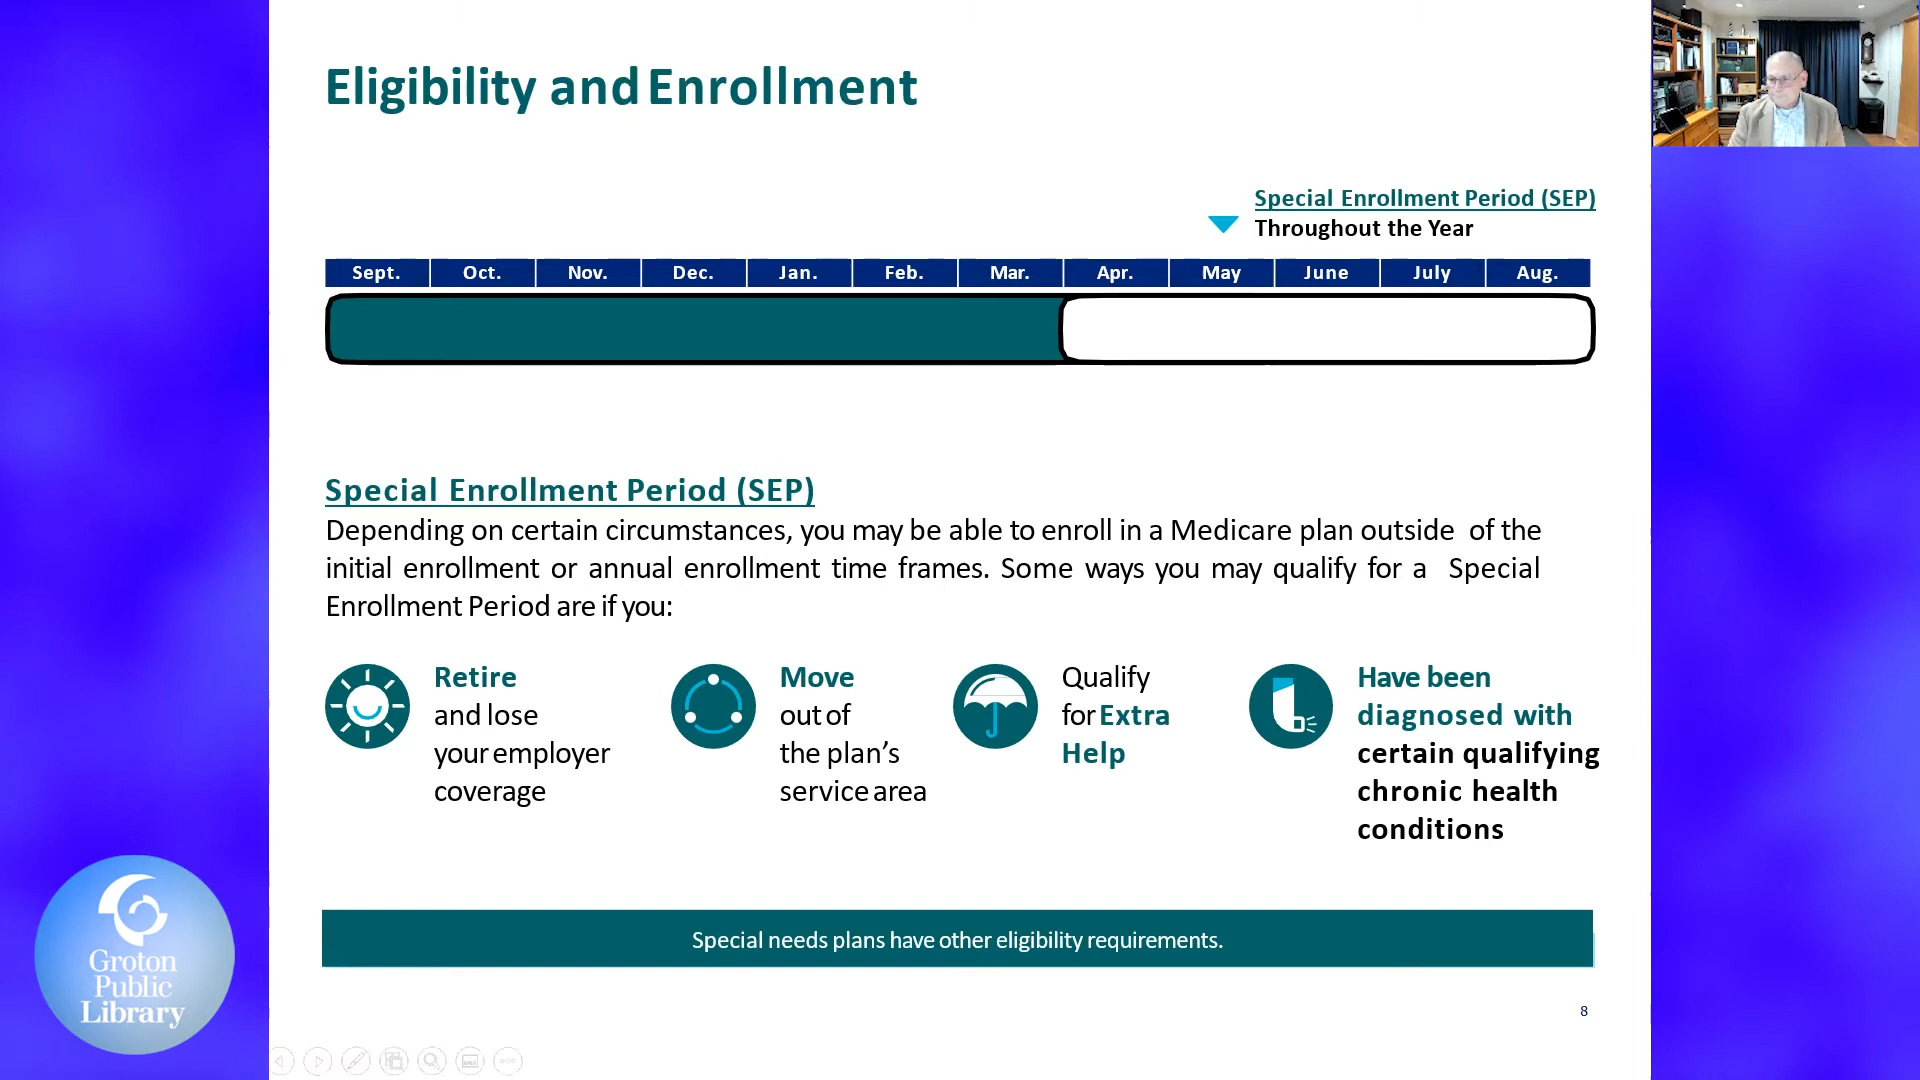 Eligibility and Enrollment
Special Enrollment Period (SEP)
Throughout the Year
Sept. Oct. Nov. Dec. Jan. Feb. Mar. Apr. May June July Aug.
Special Enrollment Period (SEP)
Depending on certain circumstances, you may be able to enroll in a Medicare plan outside of the
initial enrollment or annual enrollment time frames. Some ways you may qualify for a Special
Enrollment Period are if you:
Retire
and lose
your employer
coverage
Move
out of
the plan’s
service area
Qualify
for Extra
Help
Have been
diagnosed with
certain qualifying
chronic health
conditions
Special needs plans have other eligibility requirements.
8
Groton
Public
Library